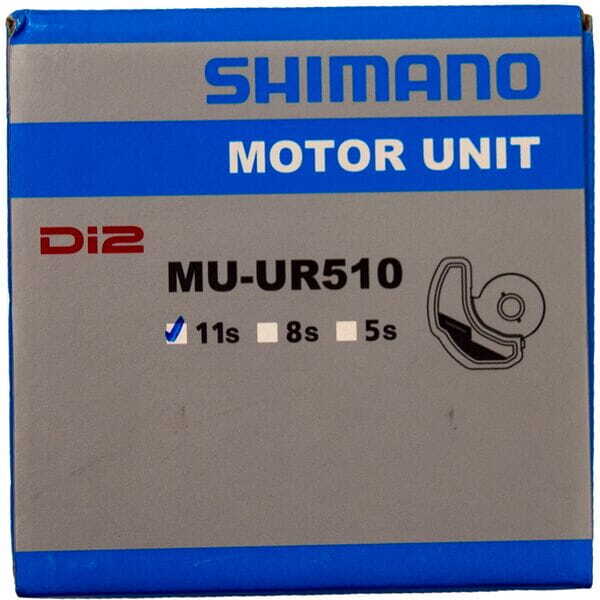 SHIMANO
MOTOR UNIT
Di2
MU-UR510
11s 8s 5s